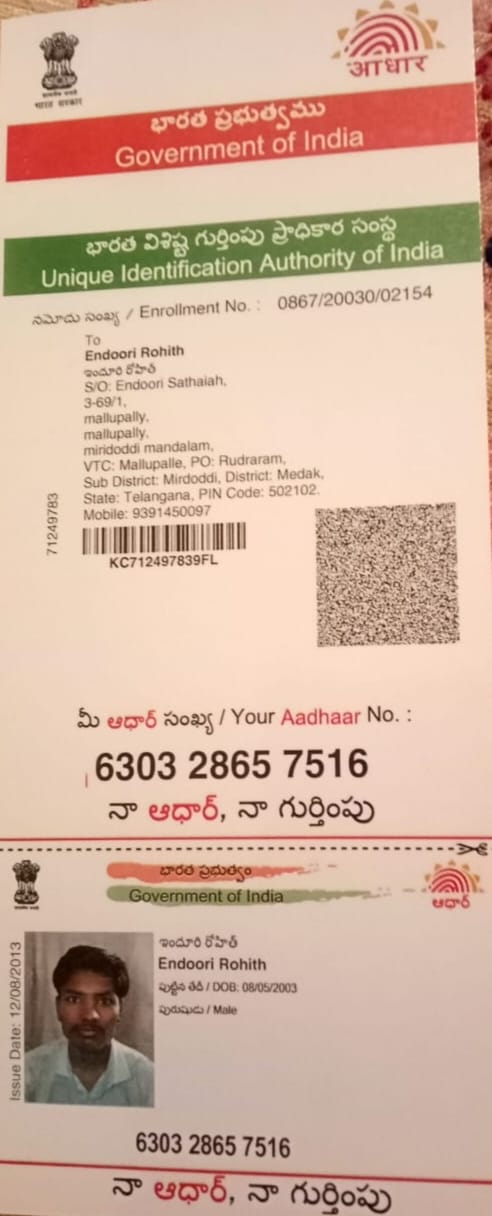 भारत सरकार
आधार
భారత ప్రభుత్వము
Government of India
భారత విశిష్ట గుర్తింపు ప్రాధికార సంస్థ
Unique Identification Authority of India
నమోదు సంఖ్య / Enrollment No. : 0867/20030/02154
To
Endoori Rohith
ఇందూరి రోహిత్
S/O: Endoori Sathaiah,
3-69/1,
mallupally,
mallupally,
miridoddi mandalam,
VTC: Mallupalle, PO: Rudraram,
Sub District: Mirdoddi, District: Medak,
State: Telangana, PIN Code: 502102.
Mobile: 9391450097
71249783
KC712497839FL
మీ ఆధార్ సంఖ్య / Your Aadhaar No. :
6303 2865 7516
నా ఆధార్, నా గుర్తింపు
భారత ప్రభుత్వం
Government of India
ఆధార్
Issue Date: 12/08/2013
ఇందూరి రోహిత్
Endoori Rohith
పుట్టిన తేదీ / DOB: 08/05/2003
పురుషుడు / Male
6303 2865 7516
నా ఆధార్, నా గుర్తింపు